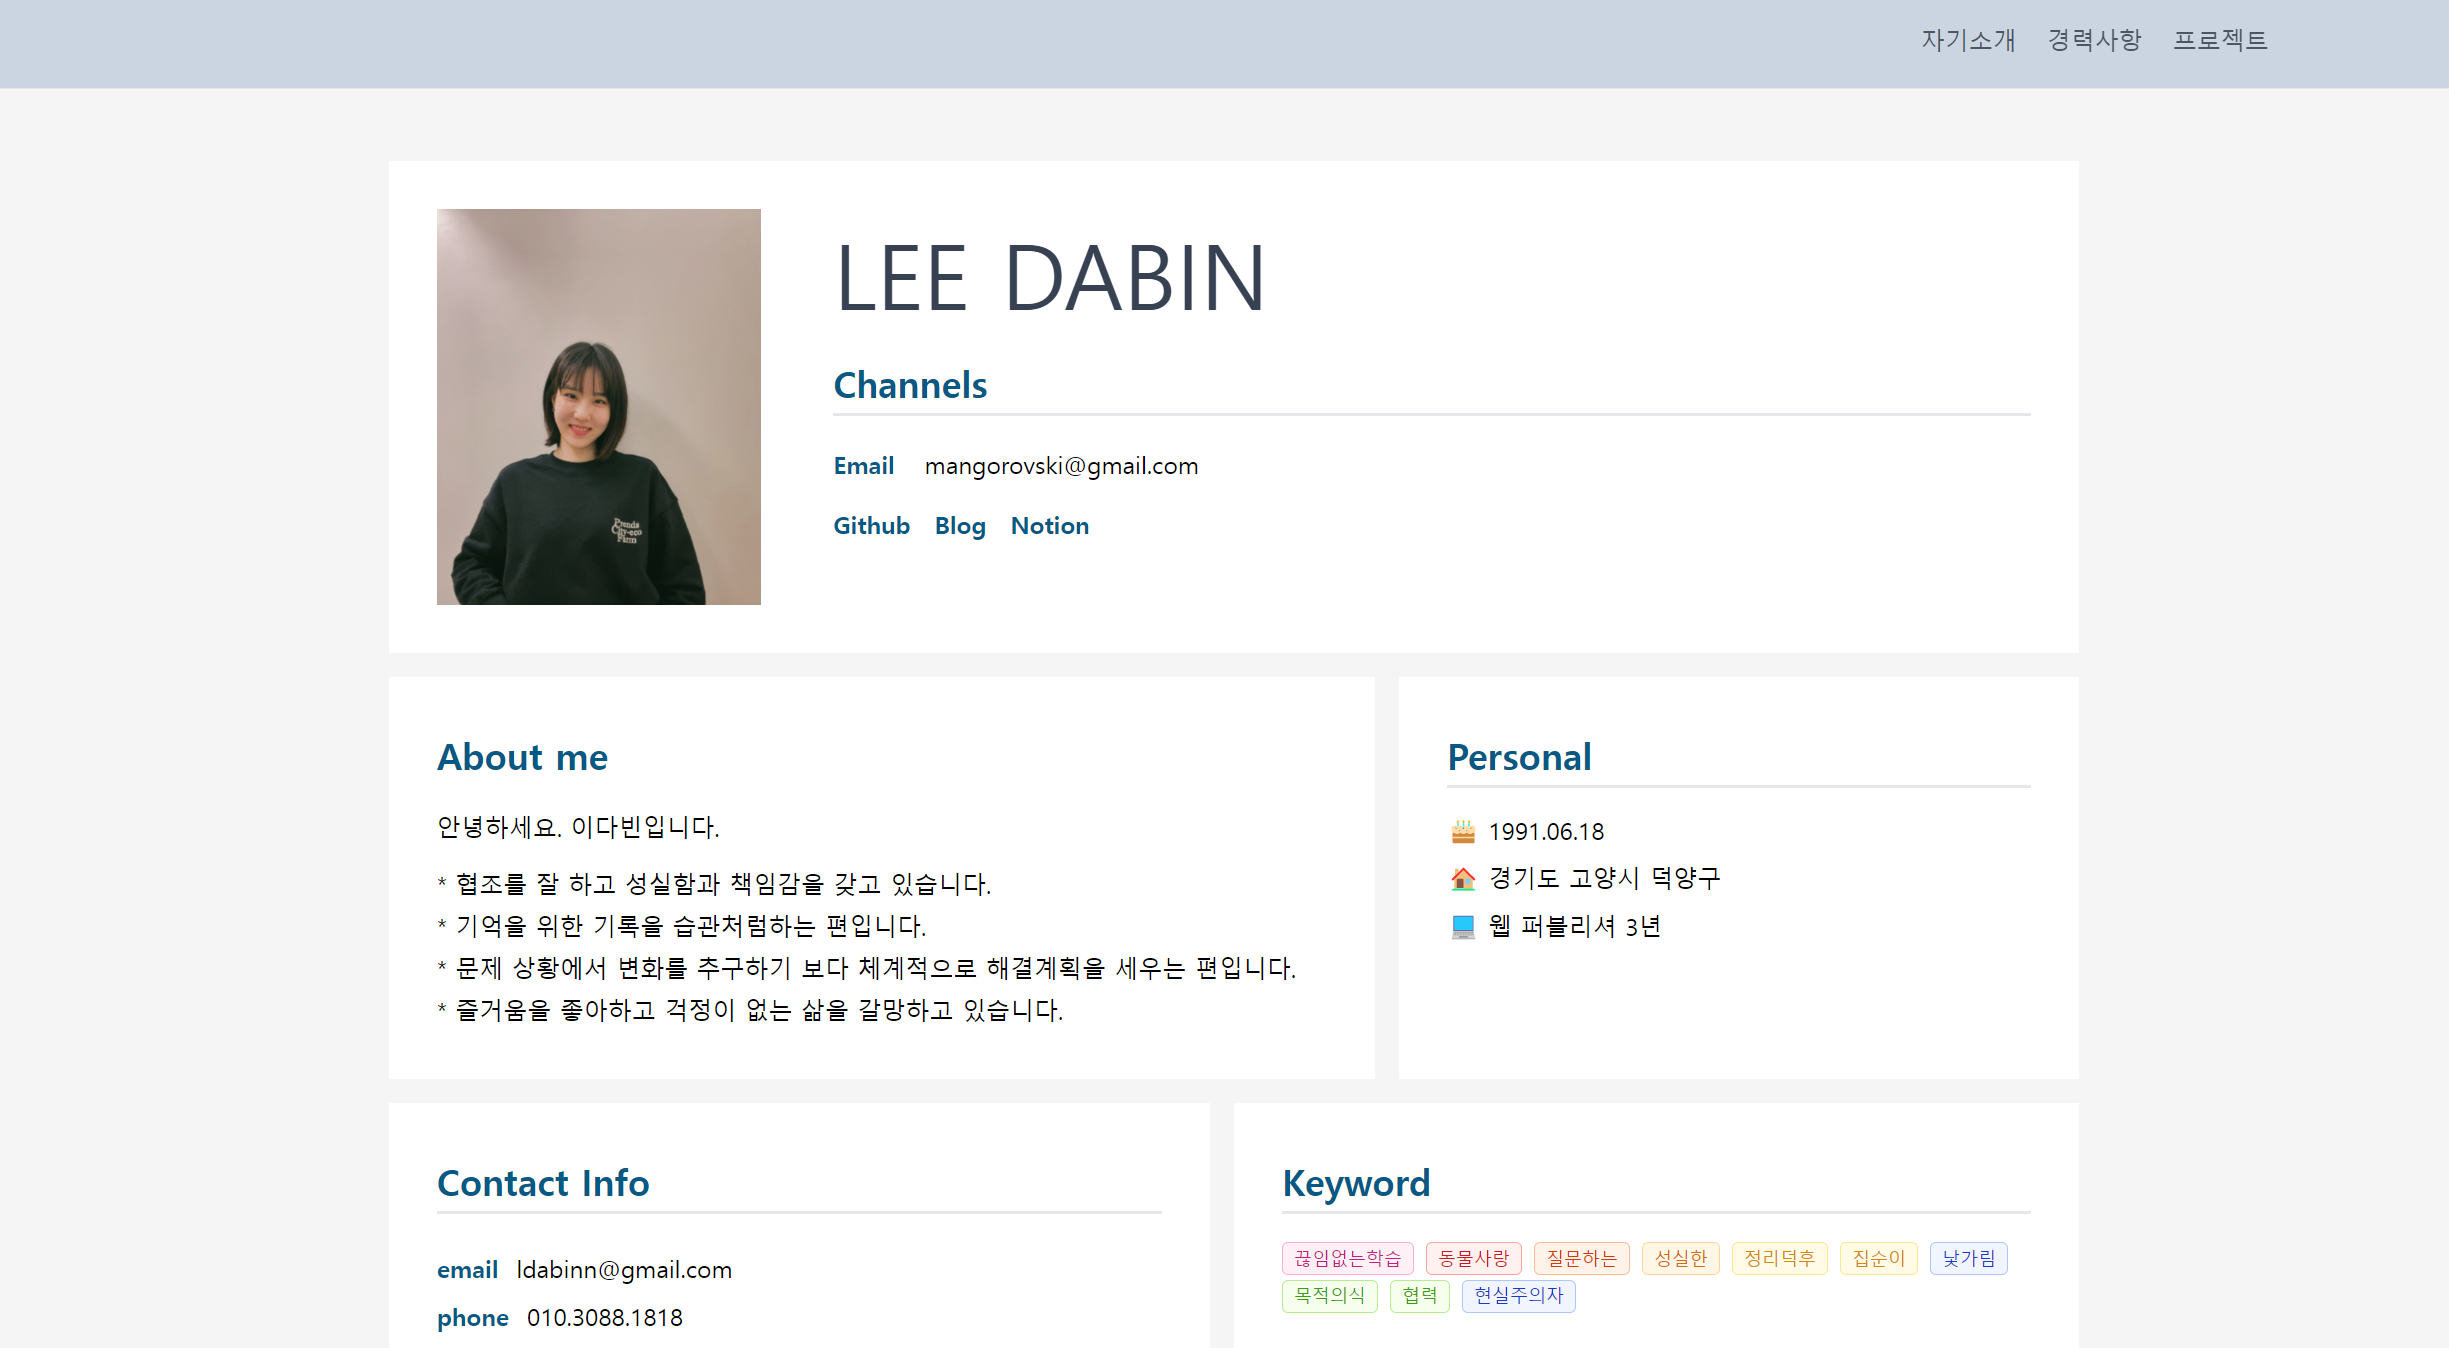 자기소개 경력사항 프로젝트
LEE DABIN
Channels
Email mangorovski@gmail.com
Github Blog Notion
Prends
City-eco
Farm
About me
안녕하세요. 이다빈입니다.
* 협조를 잘 하고 성실함과 책임감을 갖고 있습니다.
* 기억을 위한 기록을 습관처럼하는 편입니다.
* 문제 상황에서 변화를 추구하기 보다 체계적으로 해결계획을 세우는 편입니다.
* 즐거움을 좋아하고 걱정이 없는 삶을 갈망하고 있습니다.
Personal
1991.06.18
경기도 고양시 덕양구
웹 퍼블리셔 3년
Contact Info
email ldabinn@gmail.com
phone 010.3088.1818
Keyword
끊임없는학습 동물사랑 질문하는 성실한 정리덕후 집순이 낯가림
목적의식 협력 현실주의자